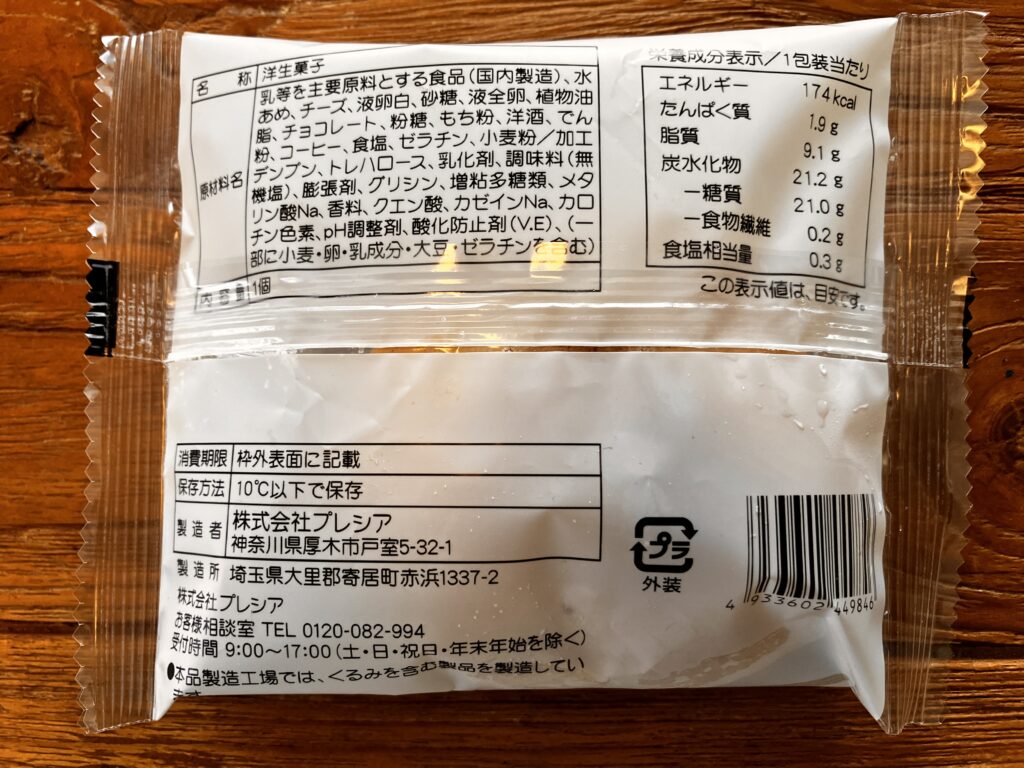 名称 洋生菓子
原材料名 乳等を主要原料とする食品(国内製造)、水
あめ、チーズ、液卵白、砂糖、液全卵、植物油
脂、チョコレート、粉糖、もち粉、洋酒、でん
粉、コーヒー、食塩、ゼラチン、小麦粉/加工
デンプン、トレハロース、乳化剤、調味料(無
機塩)、膨張剤、グリシン、増粘多糖類、メタ
リン酸Na、香料、クエン酸、カゼインNa、カロ
チン色素、pH調整剤、酸化防止剤(V.E)、(一
部に小麦・卵・乳成分・大豆・ゼラチンを含む)
内容量 1個
栄養成分表示/1包装当たり
エネルギー 174kcal
たんぱく質 1.9g
脂質 9.1g
炭水化物 21.2g
ー糖質 21.0g
ー食物繊維 0.2g
食塩相当量 0.3g
この表示値は、目安です。
消費期限 枠外表面に記載
保存方法 10℃以下で保存
製造者 株式会社プレシア
神奈川県厚木市戸室5-32-1
製造所 埼玉県大里郡寄居町赤浜1337-2
株式会社プレシア
お客様相談室 TEL 0120-082-994
受付時間 9:00〜17:00(土・日・祝日・年末年始を除く)
●本品製造工場では、くるみを含む製品を製造してい
ます。
プラ
外装
4 933602 449846